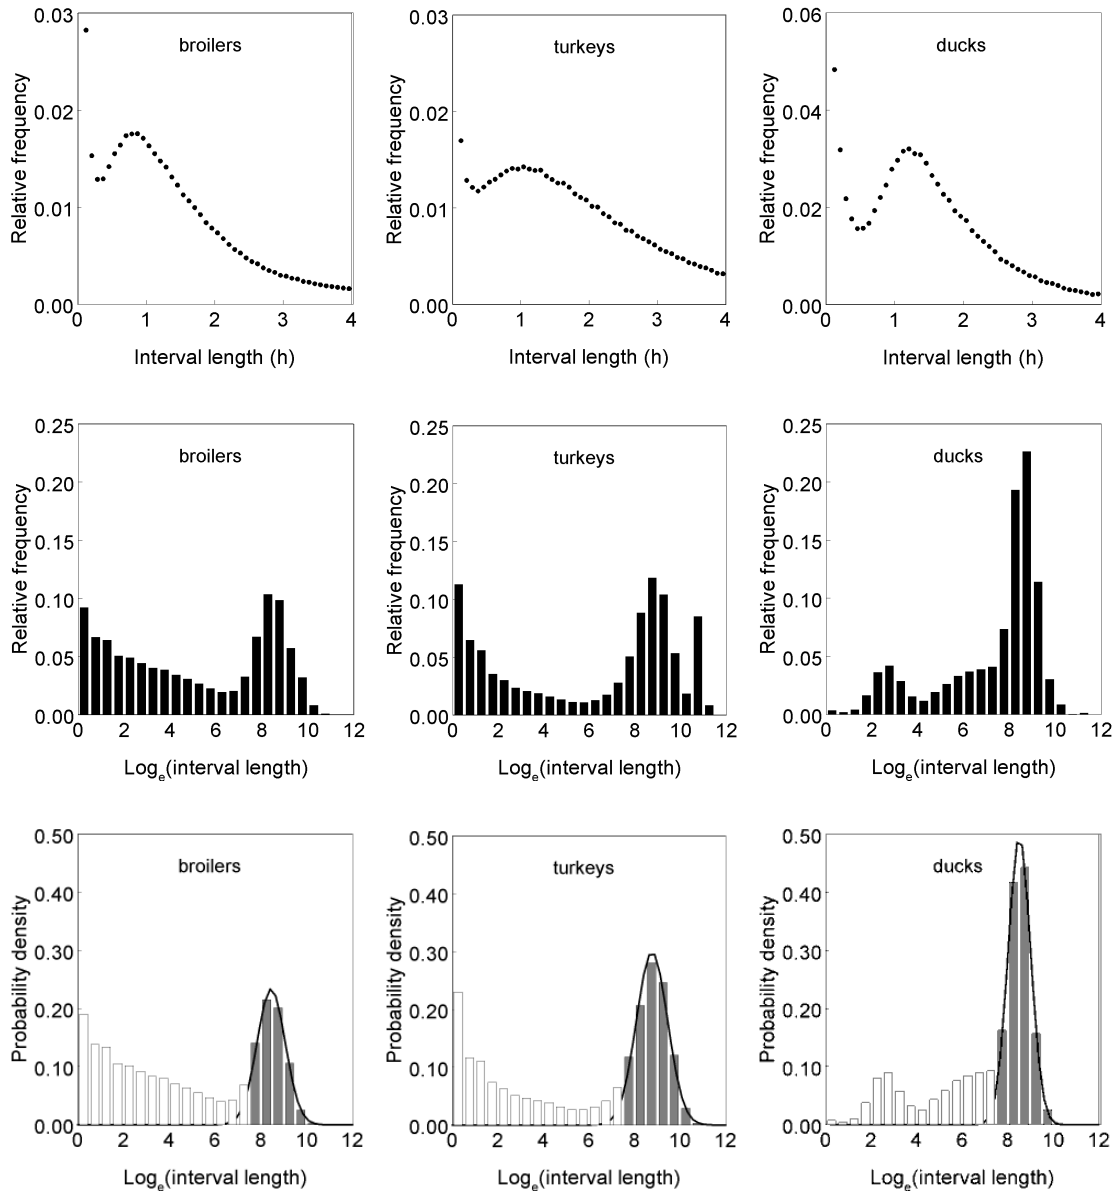 0.03
0.02
0.01
0.00
Relative frequency
broilers
0 1 2 3 4
Interval length (h)
0.03
0.02
0.01
0.00
Relative frequency
turkeys
0 1 2 3 4
Interval length (h)
0.06
0.04
0.02
0.00
Relative frequency
ducks
0 1 2 3 4
Interval length (h)
0.25
0.20
0.15
0.10
0.05
0.00
Relative frequency
broilers
0 2 4 6 8 10 12
Logₑ(interval length)
0.25
0.20
0.15
0.10
0.05
0.00
Relative frequency
turkeys
0 2 4 6 8 10 12
Logₑ(interval length)
0.25
0.20
0.15
0.10
0.05
0.00
Relative frequency
ducks
0 2 4 6 8 10 12
Logₑ(interval length)
0.50
0.40
0.30
0.20
0.10
0.00
Probability density
broilers
0 2 4 6 8 10 12
Logₑ(interval length)
0.50
0.40
0.30
0.20
0.10
0.00
Probability density
turkeys
0 2 4 6 8 10 12
Logₑ(interval length)
0.50
0.40
0.30
0.20
0.10
0.00
Probability density
ducks
0 2 4 6 8 10 12
Logₑ(interval length)